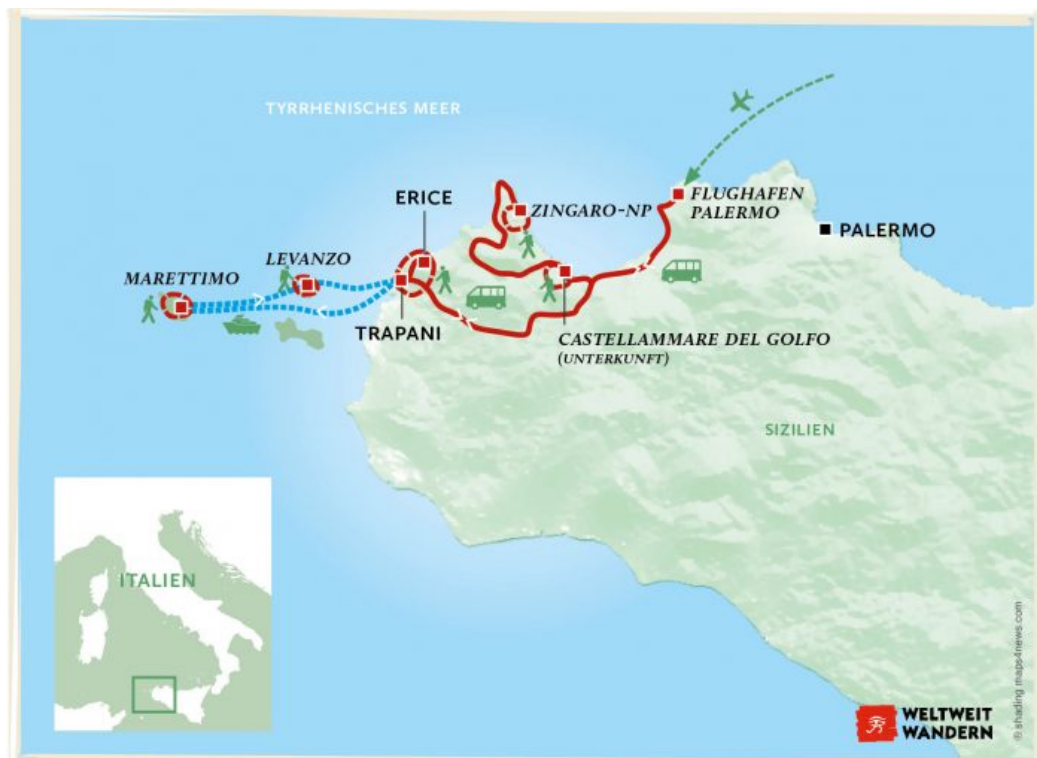 TYRRHENISCHES MEER
ERICE
ZINGARO-NP
FLUGHAFEN
PALERMO
PALERMO
LEVANZO
MARETTIMO
TRAPANI
CASTELLAMMARE DEL GOLFO
(UNTERKUNFT)
SIZILIEN
ITALIEN
© shading maps4news.com
WELTWEIT
WANDERN